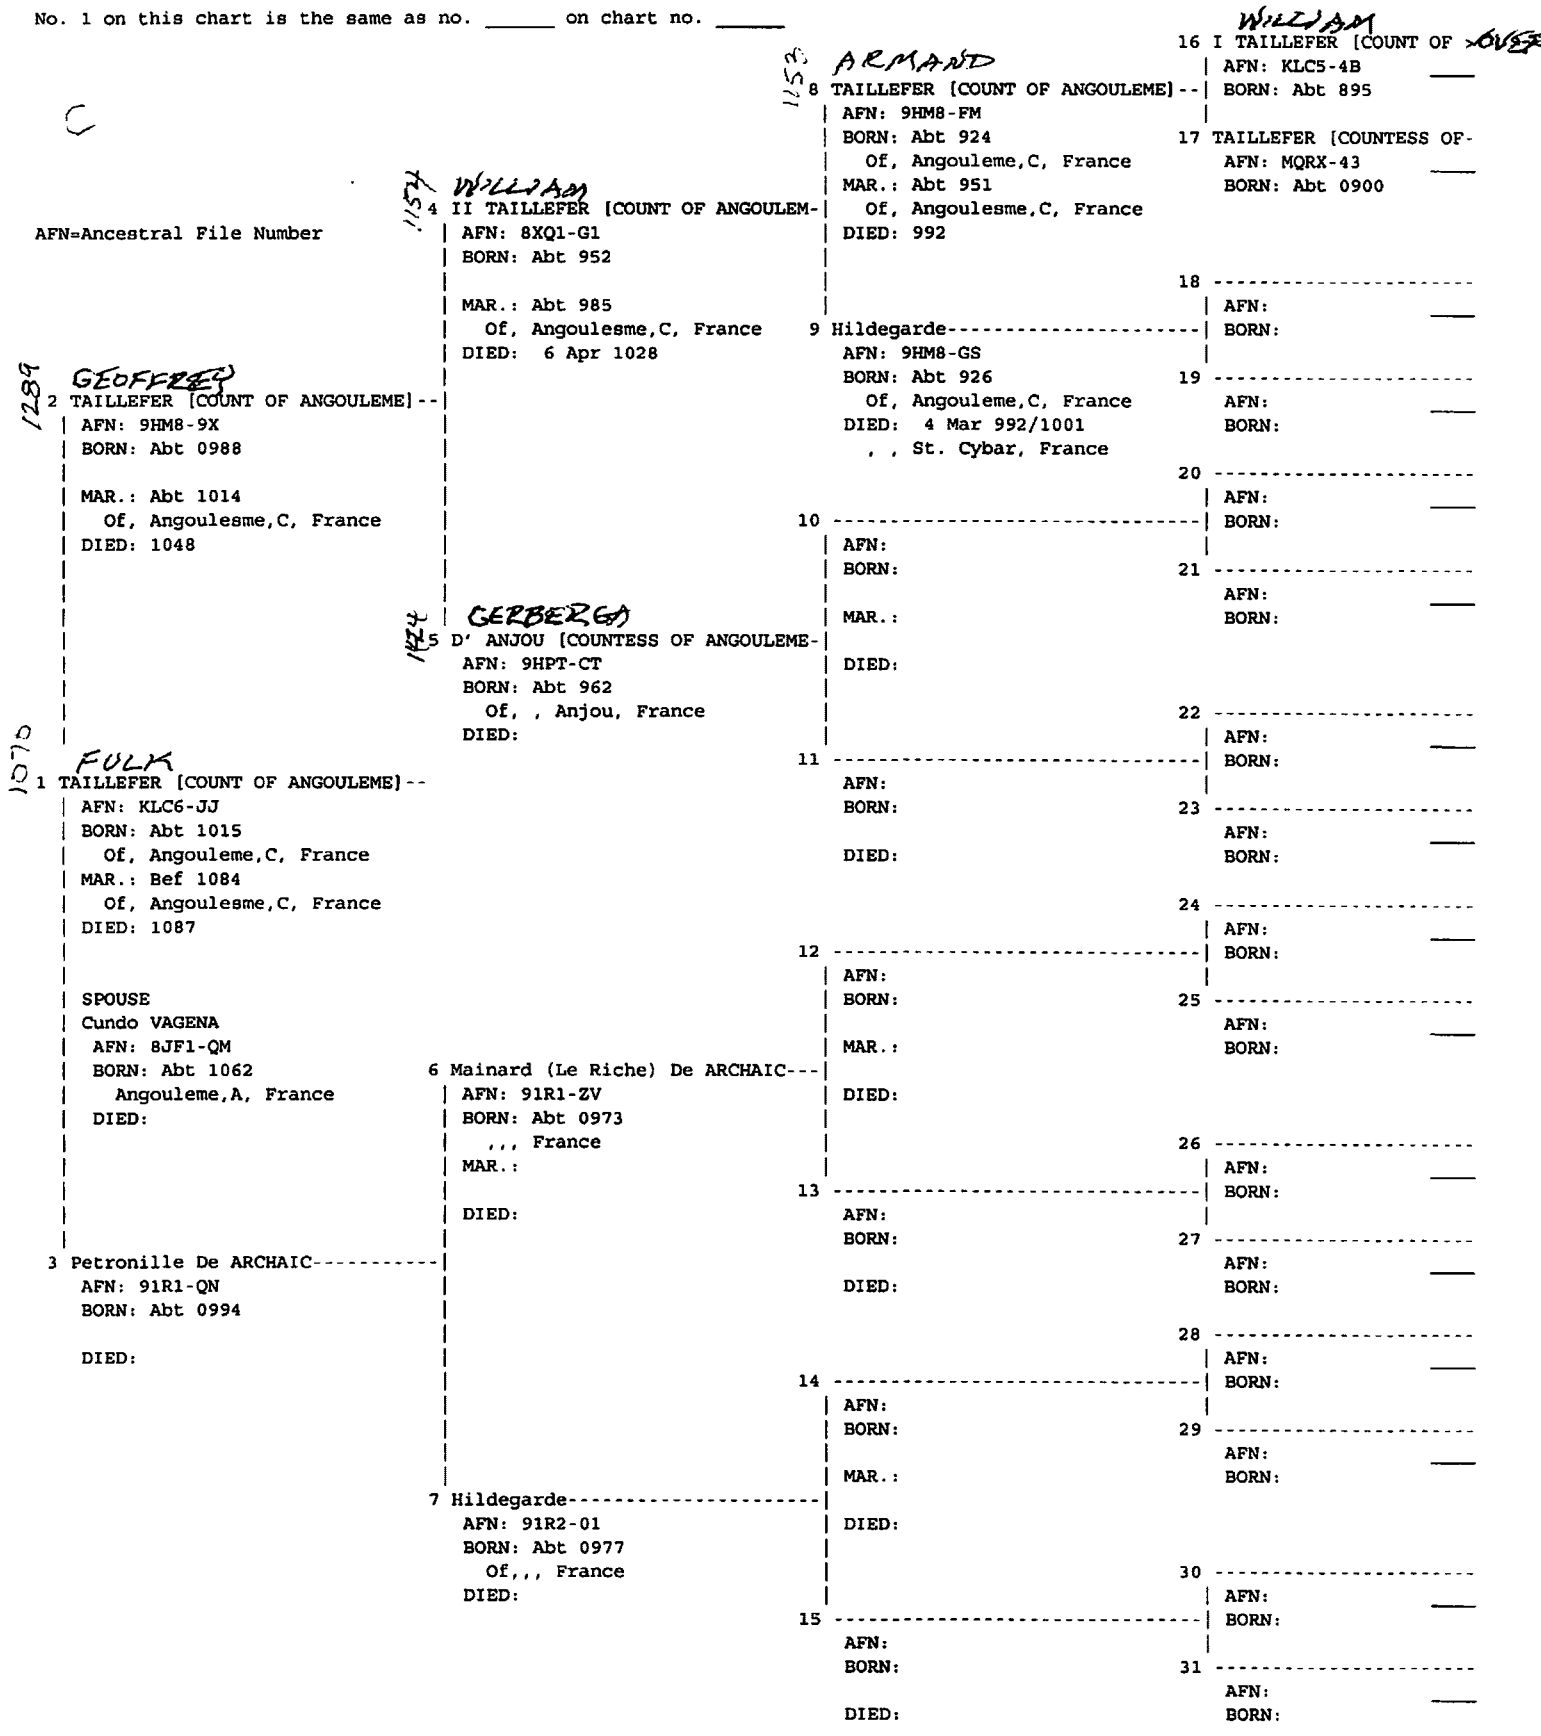 No. 1 on this chart is the same as no. ______ on chart no. ______
AFN=Ancestral File Number
1070
FULK
1 TAILLEFER [COUNT OF ANGOULEME]--
AFN: KLC6-JJ
BORN: Abt 1015
Of, Angouleme,C, France
MAR.: Bef 1084
Of, Angoulesme,C, France
DIED: 1087
SPOUSE
Cundo VAGENA
AFN: 8JF1-QM
BORN: Abt 1062
Angouleme,A, France
DIED:
1289
GEOFFREY
2 TAILLEFER [COUNT OF ANGOULEME]--
AFN: 9HM8-9X
BORN: Abt 0988
MAR.: Abt 1014
Of, Angoulesme,C, France
DIED: 1048
3 Petronille De ARCHAIC-----------
AFN: 91R1-QN
BORN: Abt 0994
DIED:
1154
WILLIAM
4 II TAILLEFER [COUNT OF ANGOULEM-
AFN: 8XQ1-G1
BORN: Abt 952
MAR.: Abt 985
Of, Angoulesme,C, France
DIED: 6 Apr 1028
1424
GERBERGA
5 D' ANJOU [COUNTESS OF ANGOULEME-
AFN: 9HPT-CT
BORN: Abt 962
Of, , Anjou, France
DIED:
6 Mainard (Le Riche) De ARCHAIC---
AFN: 91R1-ZV
BORN: Abt 0973
,,, France
MAR.:
DIED:
7 Hildegarde----------------------
AFN: 91R2-01
BORN: Abt 0977
Of,,, France
DIED:
1153
ARMAND
8 TAILLEFER [COUNT OF ANGOULEME]--
AFN: 9HM8-FM
BORN: Abt 924
Of, Angouleme,C, France
MAR.: Abt 951
Of, Angoulesme,C, France
DIED: 992
9 Hildegarde----------------------
AFN: 9HM8-GS
BORN: Abt 926
Of, Angouleme,C, France
DIED: 4 Mar 992/1001
, , St. Cybar, France
10 --------------------------------
AFN:
BORN:
MAR.:
DIED:
11 --------------------------------
AFN:
BORN:
DIED:
12 --------------------------------
AFN:
BORN:
MAR.:
DIED:
13 --------------------------------
AFN:
BORN:
DIED:
14 --------------------------------
AFN:
BORN:
MAR.:
DIED:
15 --------------------------------
AFN:
BORN:
DIED:
WILLIAM
16 I TAILLEFER [COUNT OF >OVER
AFN: KLC5-4B
BORN: Abt 895
17 TAILLEFER [COUNTESS OF-
AFN: MQRX-43
BORN: Abt 0900
18 -----------------------
AFN:
BORN:
19 -----------------------
AFN:
BORN:
20 -----------------------
AFN:
BORN:
21 -----------------------
AFN:
BORN:
22 -----------------------
AFN:
BORN:
23 -----------------------
AFN:
BORN:
24 -----------------------
AFN:
BORN:
25 -----------------------
AFN:
BORN:
26 -----------------------
AFN:
BORN:
27 -----------------------
AFN:
BORN:
28 -----------------------
AFN:
BORN:
29 -----------------------
AFN:
BORN:
30 -----------------------
AFN:
BORN:
31 -----------------------
AFN:
BORN: